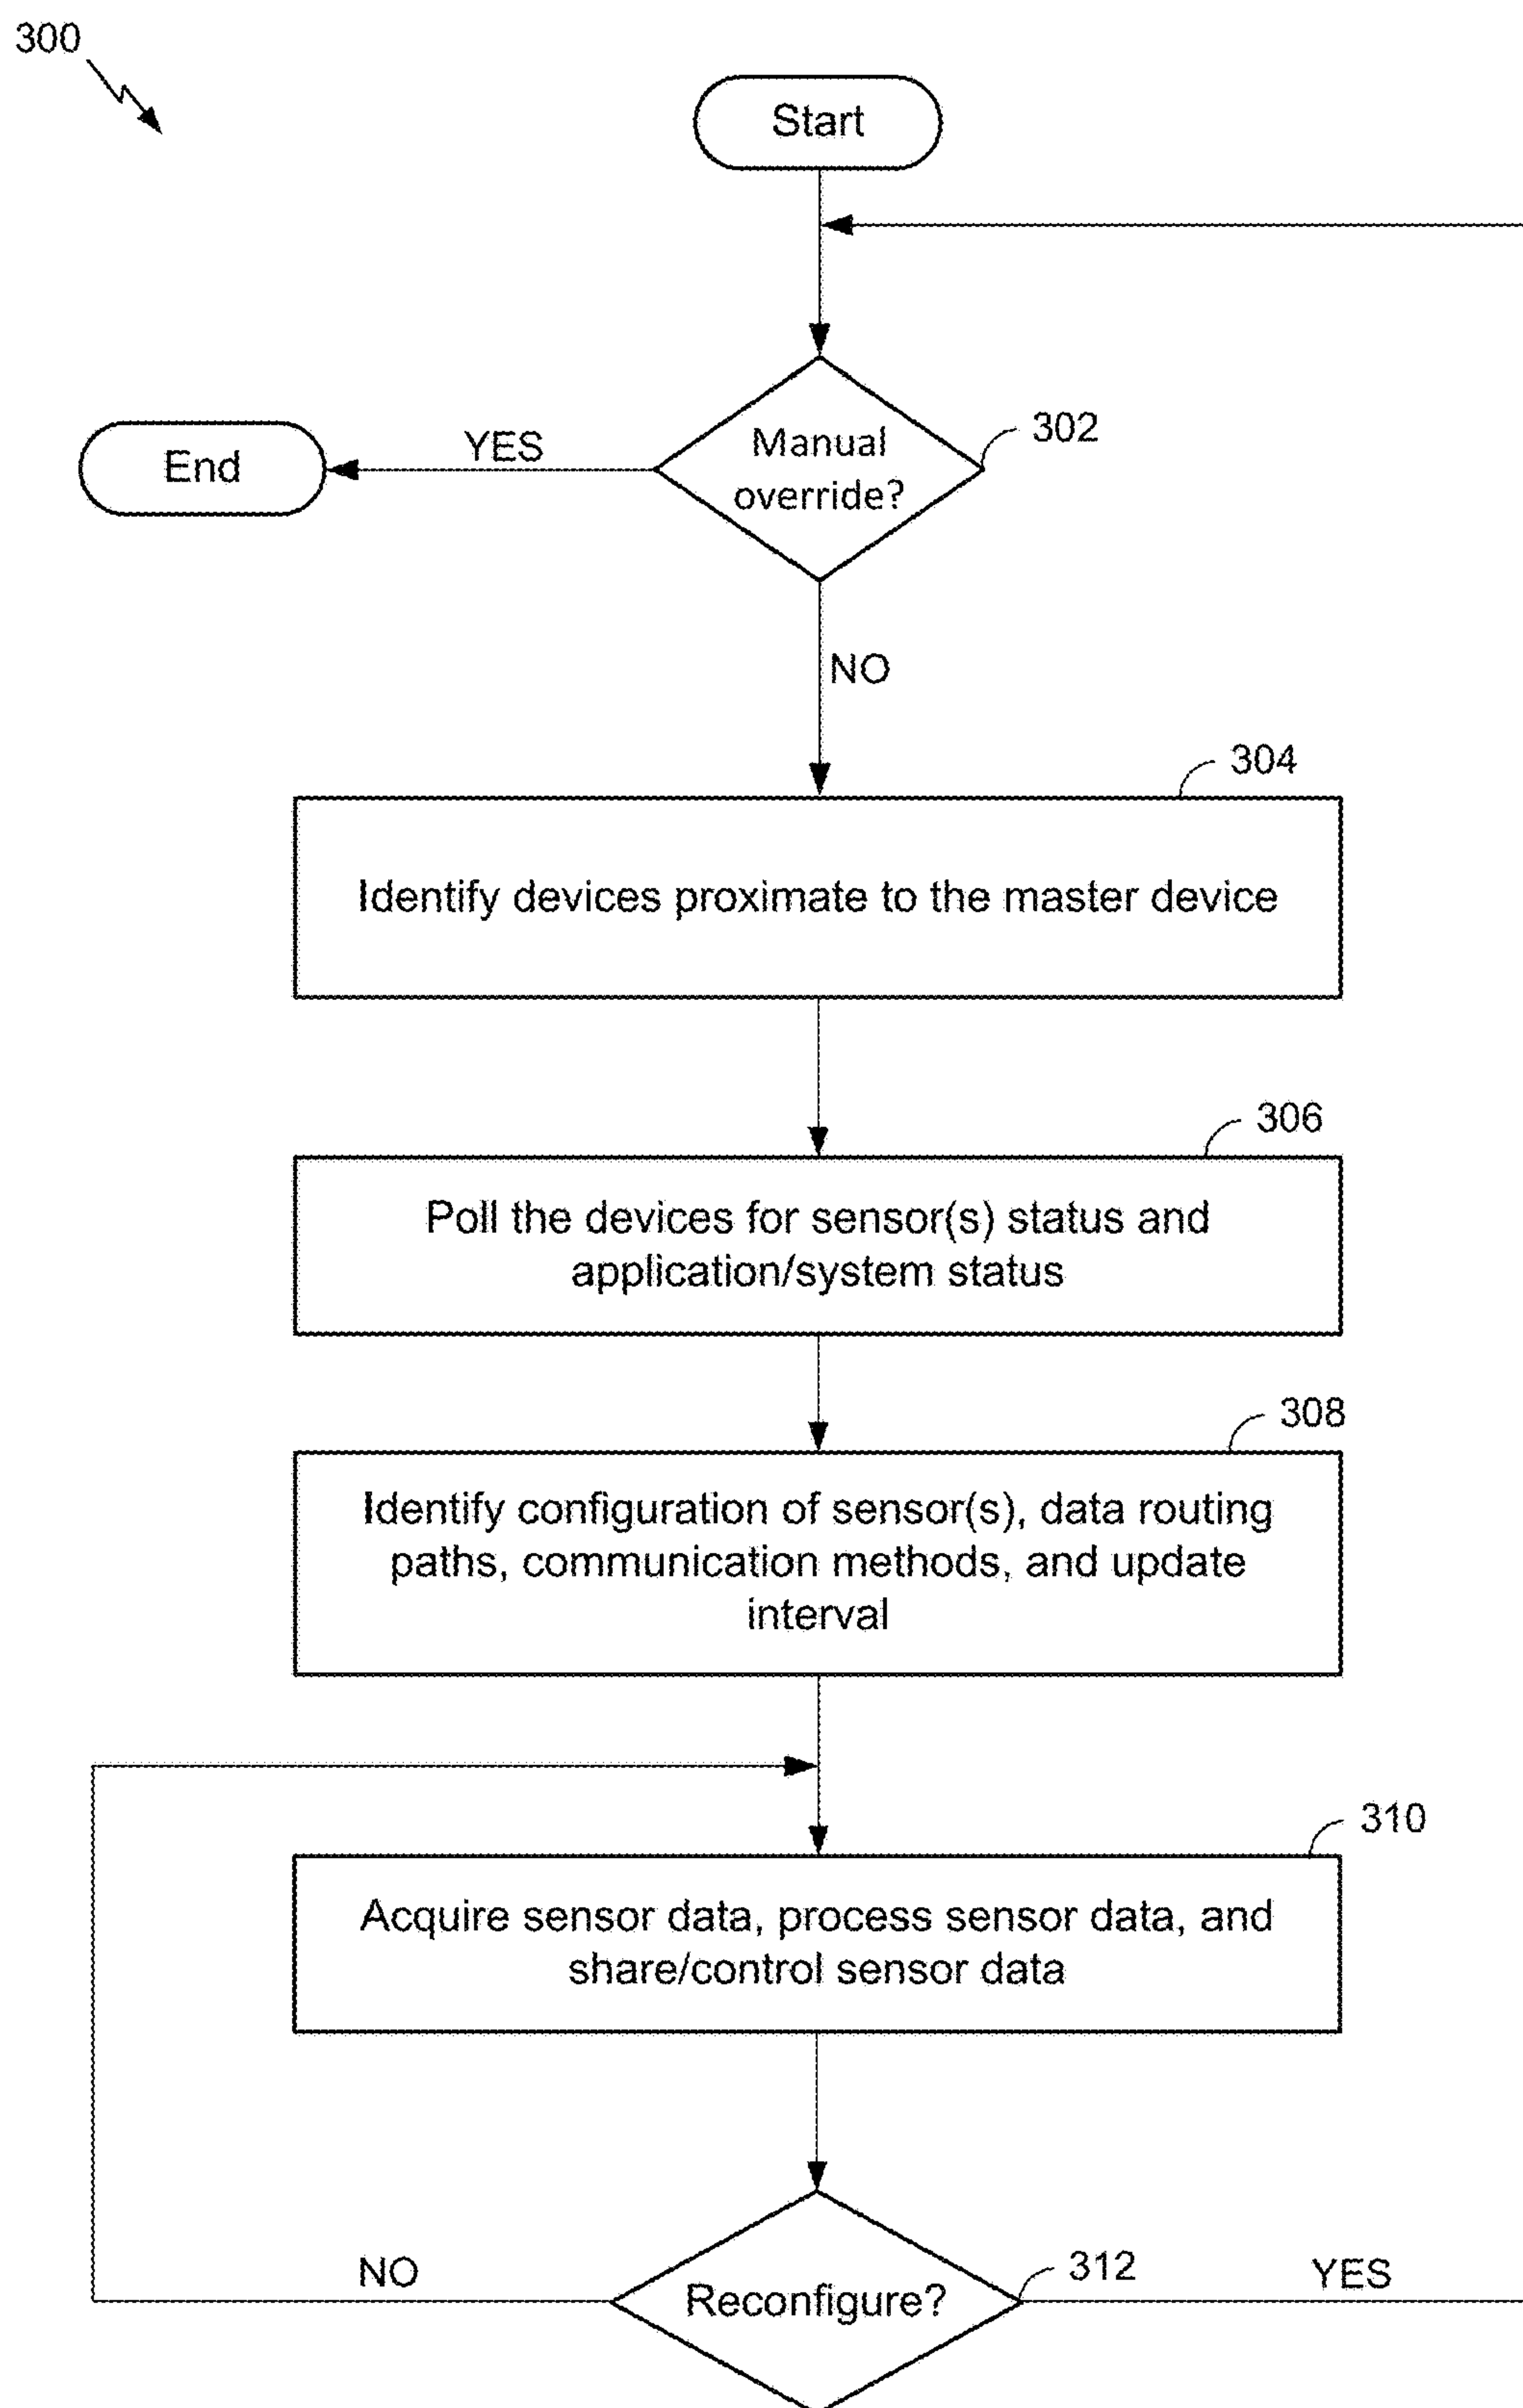 300
Start
302
Manual
override?
YES
End
NO
304
Identify devices proximate to the master device
306
Poll the devices for sensor(s) status and
application/system status
308
Identify configuration of sensor(s), data routing
paths, communication methods, and update
interval
310
Acquire sensor data, process sensor data, and
share/control sensor data
NO
312
Reconfigure?
YES